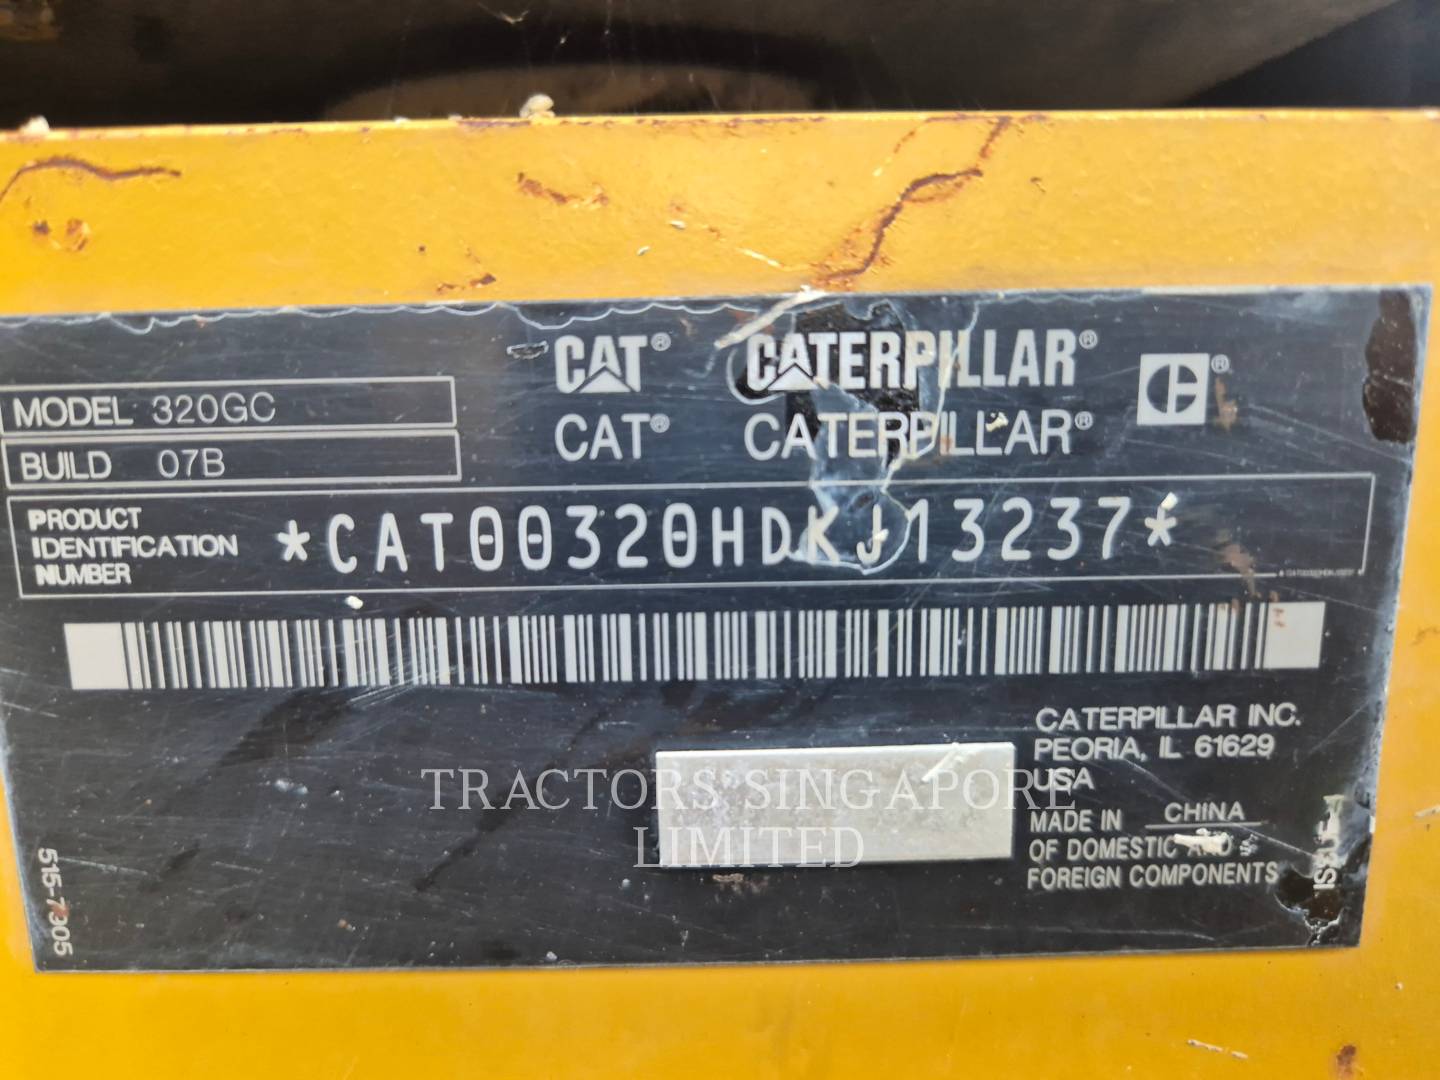 CAT® CATERPILLAR® ®
CAT® CATERPILLAR®
MODEL 320GC
BUILD 07B
PRODUCT
IDENTIFICATION
NUMBER
*CAT00320HDKJ13237*
CATERPILLAR INC.
PEORIA, IL 61629
USA
MADE IN CHINA
OF DOMESTIC AND
FOREIGN COMPONENTS
515-7305
TRACTORS SINGAPORE
LIMITED